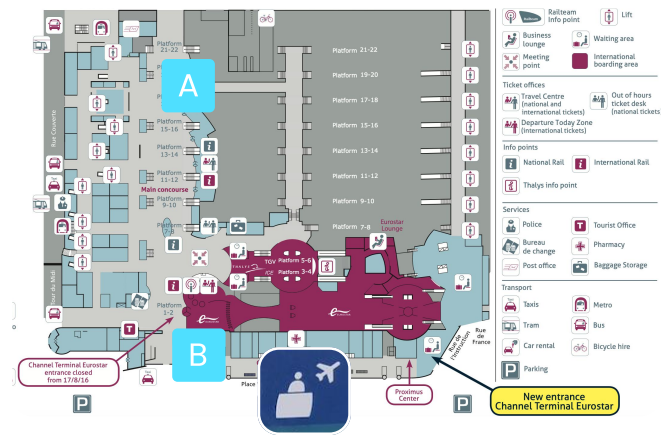 Platform
21-22
A
Platform
15-16
Platform
13-14
Platform
11-12
Main concourse
Platform
9-10
Platform
1-2
Rue Couverte
Tour du Midi
Platform 21-22
Platform 19-20
Platform 17-18
Platform 15-16
Platform 13-14
Platform 11-12
Platform 9-10
Platform 7-8
Eurostar
Lounge
THALYS
TGV Platform 5-6
ICE Platform 3-4
B
Place
Rue de
l'Instruction
Rue de
France
Channel Terminal Eurostar
entrance closed
from 17/8/16
Proximus
Center
New entrance
Channel Terminal Eurostar
P
P
Railteam
Info point
Lift
Business
lounge
Waiting area
Meeting
point
International
boarding area
Ticket offices
Travel Centre
(national and
international tickets)
Out of hours
ticket desk
(national tickets)
Departure Today Zone
(international tickets)
Info points
National Rail
International Rail
Thalys info point
Services
Police
Tourist Office
Bureau
de change
Pharmacy
Post office
Baggage Storage
Transport
Taxis
Metro
Tram
Bus
Car rental
Bicycle hire
P
Parking